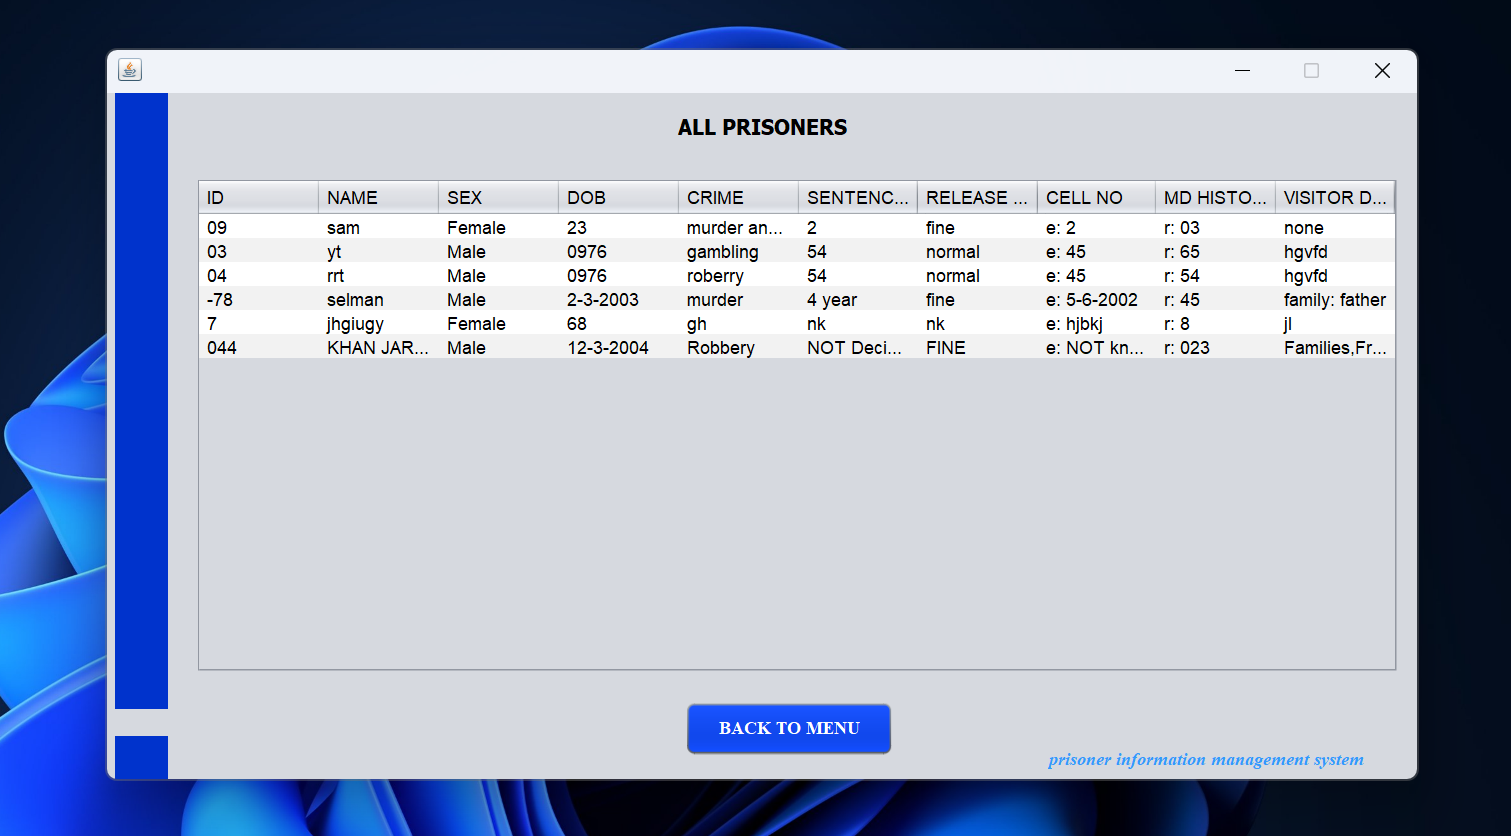 ALL PRISONERS
ID NAME SEX DOB CRIME SENTENC... RELEASE ... CELL NO MD HISTO... VISITOR D...
09 sam Female 23 murder an... 2 fine e: 2 r: 03 none
03 yt Male 0976 gambling 54 normal e: 45 r: 65 hgvfd
04 rrt Male 0976 roberry 54 normal e: 45 r: 54 hgvfd
-78 selman Male 2-3-2003 murder 4 year fine e: 5-6-2002 r: 45 family: father
7 jhgiugy Female 68 gh nk nk e: hjbkj r: 8 jl
044 KHAN JAR... Male 12-3-2004 Robbery NOT Deci... FINE e: NOT kn... r: 023 Families,Fr...
BACK TO MENU
prisoner information management system